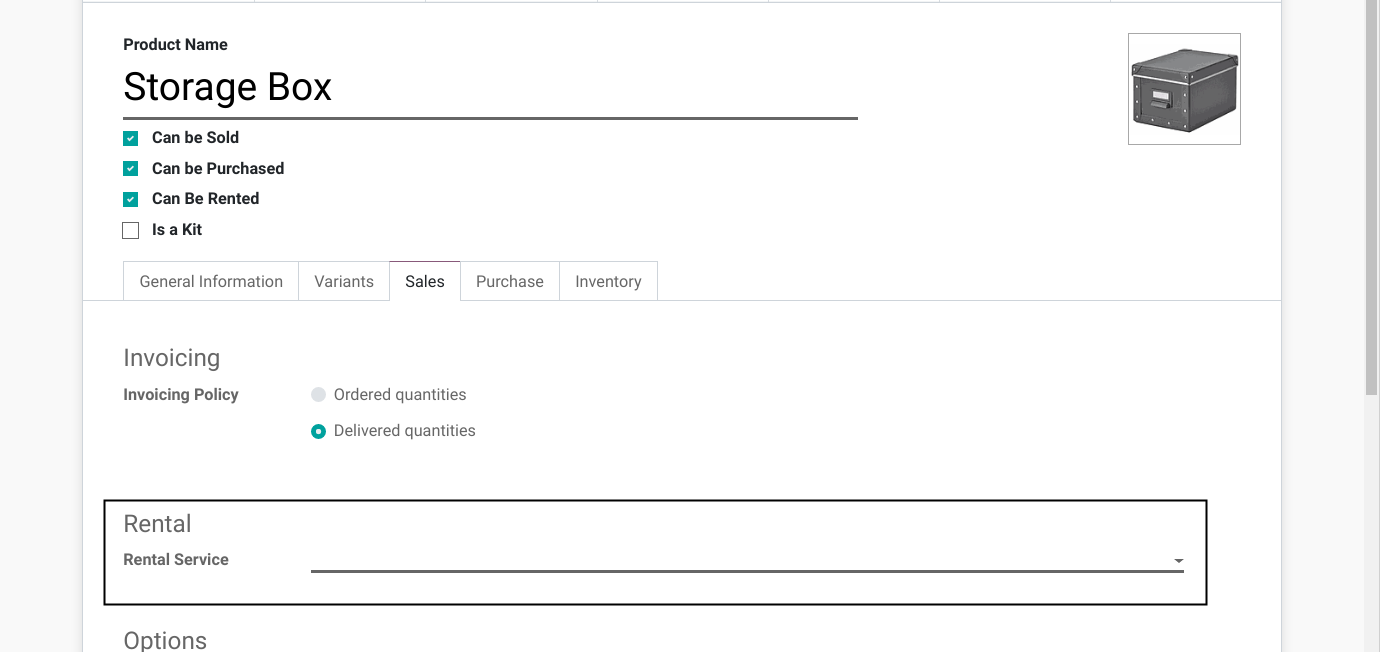 Product Name
Storage Box
Can be Sold
Can be Purchased
Can Be Rented
Is a Kit
General Information Variants Sales Purchase Inventory
Invoicing
Invoicing Policy Ordered quantities
Delivered quantities
Rental
Rental Service
Options